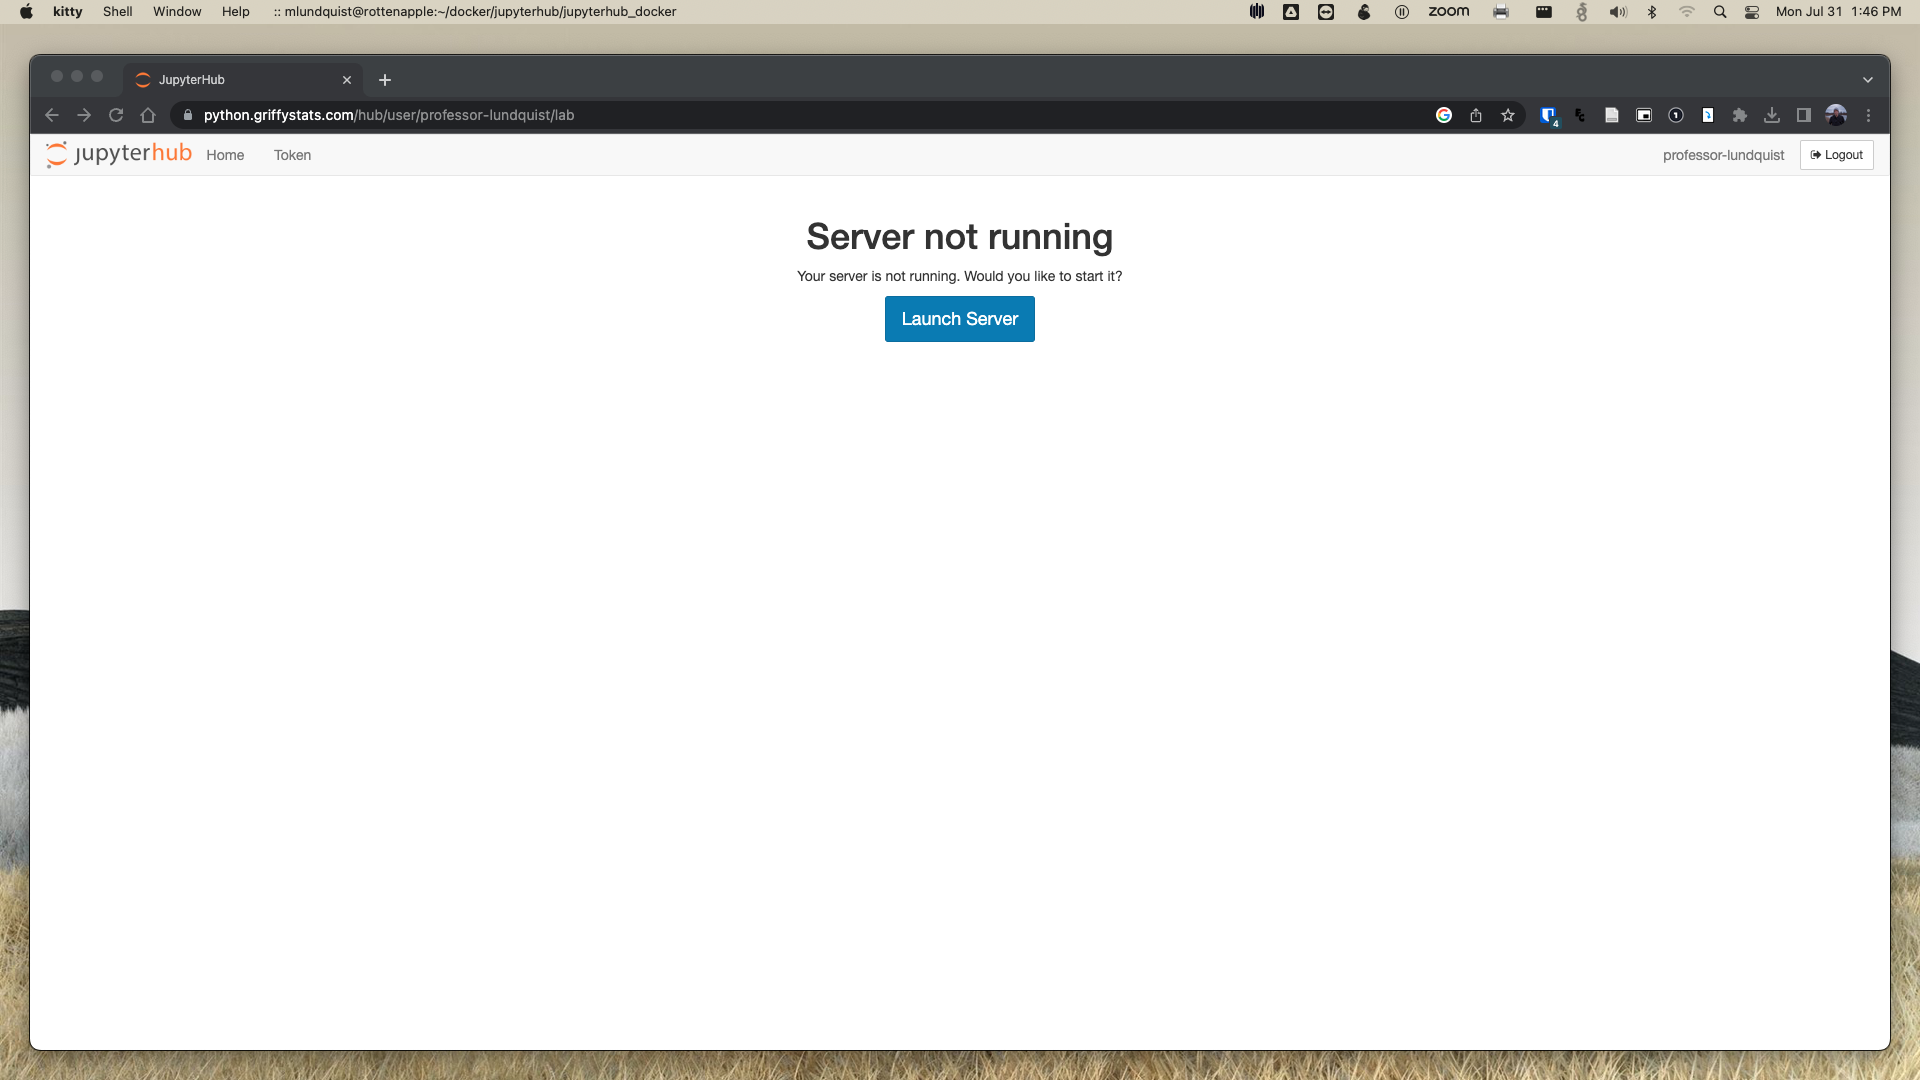 kitty Shell Window Help :: mlundquist@rottenapple:~/docker/jupyterhub/jupyterhub_docker zoom Mon Jul 31 1:46 PM
JupyterHub
python.griffystats.com/hub/user/professor-lundquist/lab 4
jupyterhub Home Token professor-lundquist Logout
Server not running
Your server is not running. Would you like to start it?
Launch Server